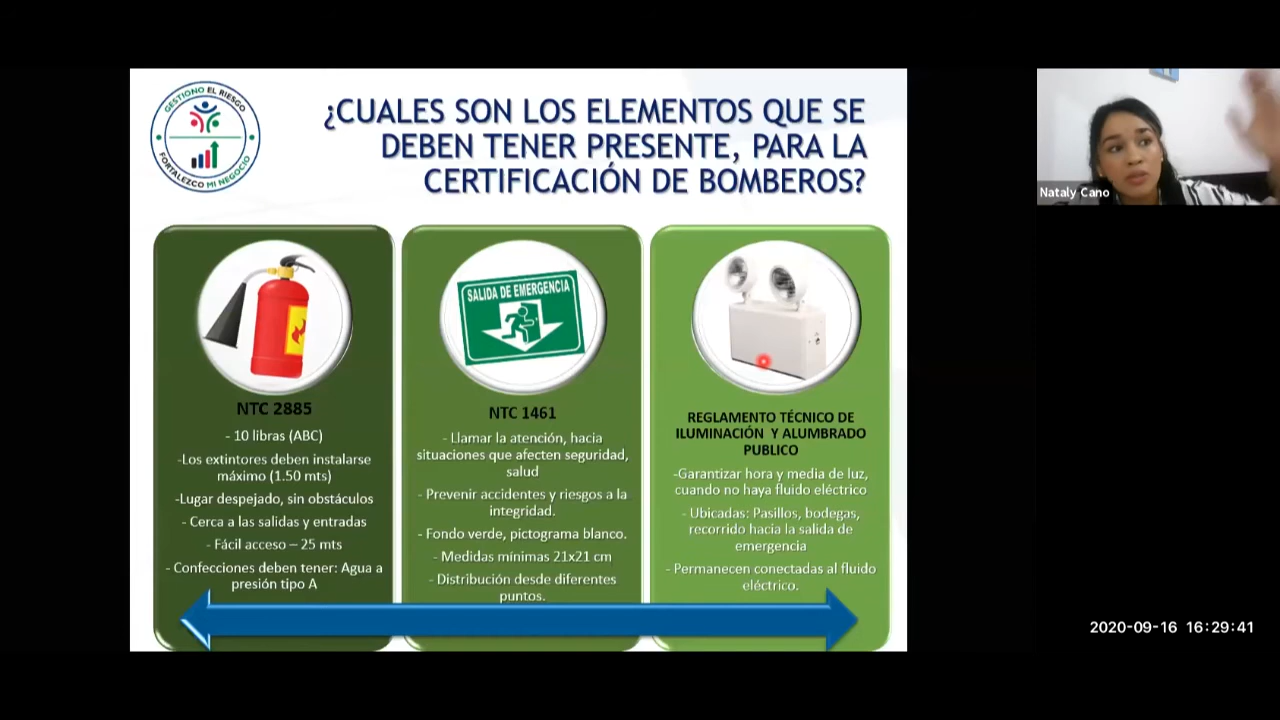 GESTIONO EL RIESGO
FORTALEZCO MI NEGOCIO
¿CUALES SON LOS ELEMENTOS QUE SE
DEBEN TENER PRESENTE, PARA LA
CERTIFICACIÓN DE BOMBEROS?
Nataly Cano
NTC 2885
- 10 libras (ABC)
-Los extintores deben instalarse
máximo (1.50 mts)
-Lugar despejado, sin obstáculos
- Cerca a las salidas y entradas
- Fácil acceso – 25 mts
- Confecciones deben tener: Agua a
presión tipo A
SALIDA DE EMERGENCIA
NTC 1461
- Llamar la atención, hacia
situaciones que afecten seguridad,
salud
- Prevenir accidentes y riesgos a la
integridad.
- Fondo verde, pictograma blanco.
- Medidas mínimas 21x21 cm
- Distribución desde diferentes
puntos.
REGLAMENTO TÉCNICO DE
ILUMINACIÓN Y ALUMBRADO
PUBLICO
-Garantizar hora y media de luz,
cuando no haya fluido eléctrico
- Ubicadas: Pasillos, bodegas,
recorrido hacia la salida de
emergencia
- Permanecen conectadas al fluido
eléctrico.
2020-09-16 16:29:41